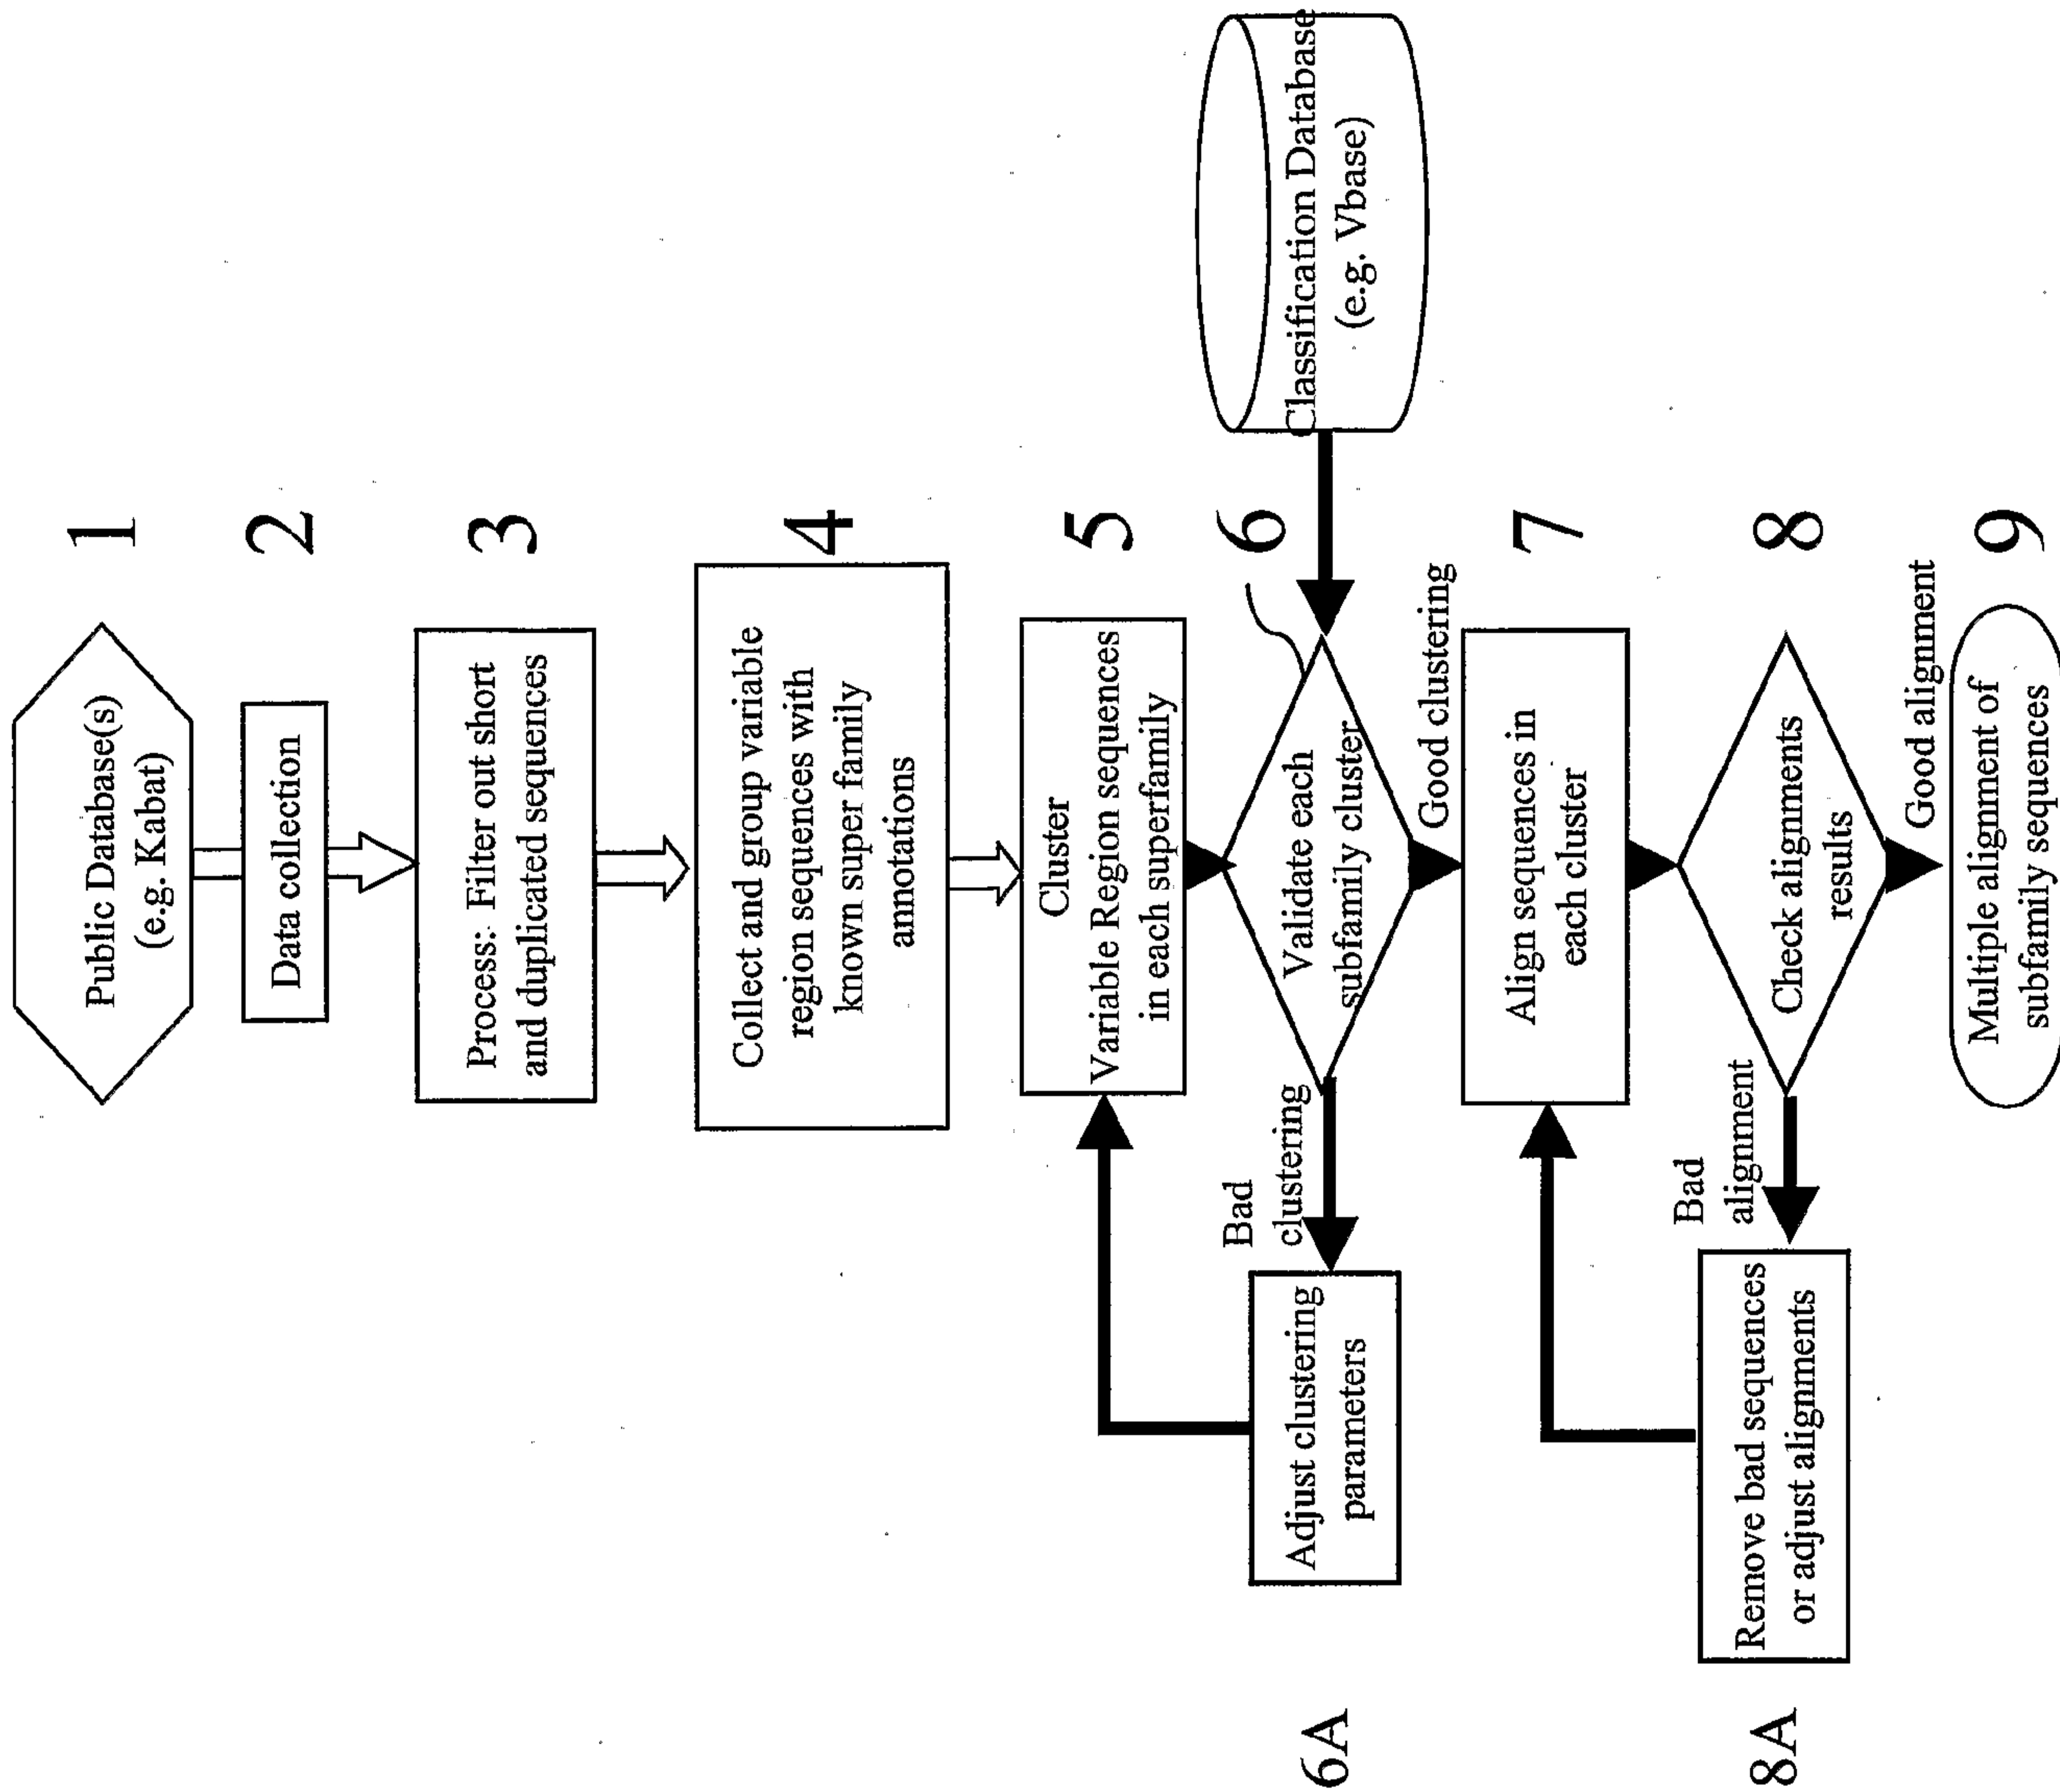 Public Database(s)
(e.g. Kabat)
1
Data collection
2
Process: Filter out short
and duplicated sequences
3
Collect and group variable
region sequences with
known super family
annotations
4
Cluster
Variable Region sequences
in each superfamily
5
Validate each
subfamily cluster
6
Classification Database
(e.g. Vbase)
Bad
clustering
Adjust clustering
parameters
6A
Good clustering
Align sequences in
each cluster
7
Check alignments
results
8
Bad
alignment
Remove bad sequences
or adjust alignments
8A
Good alignment
Multiple alignment of
subfamily sequences
9